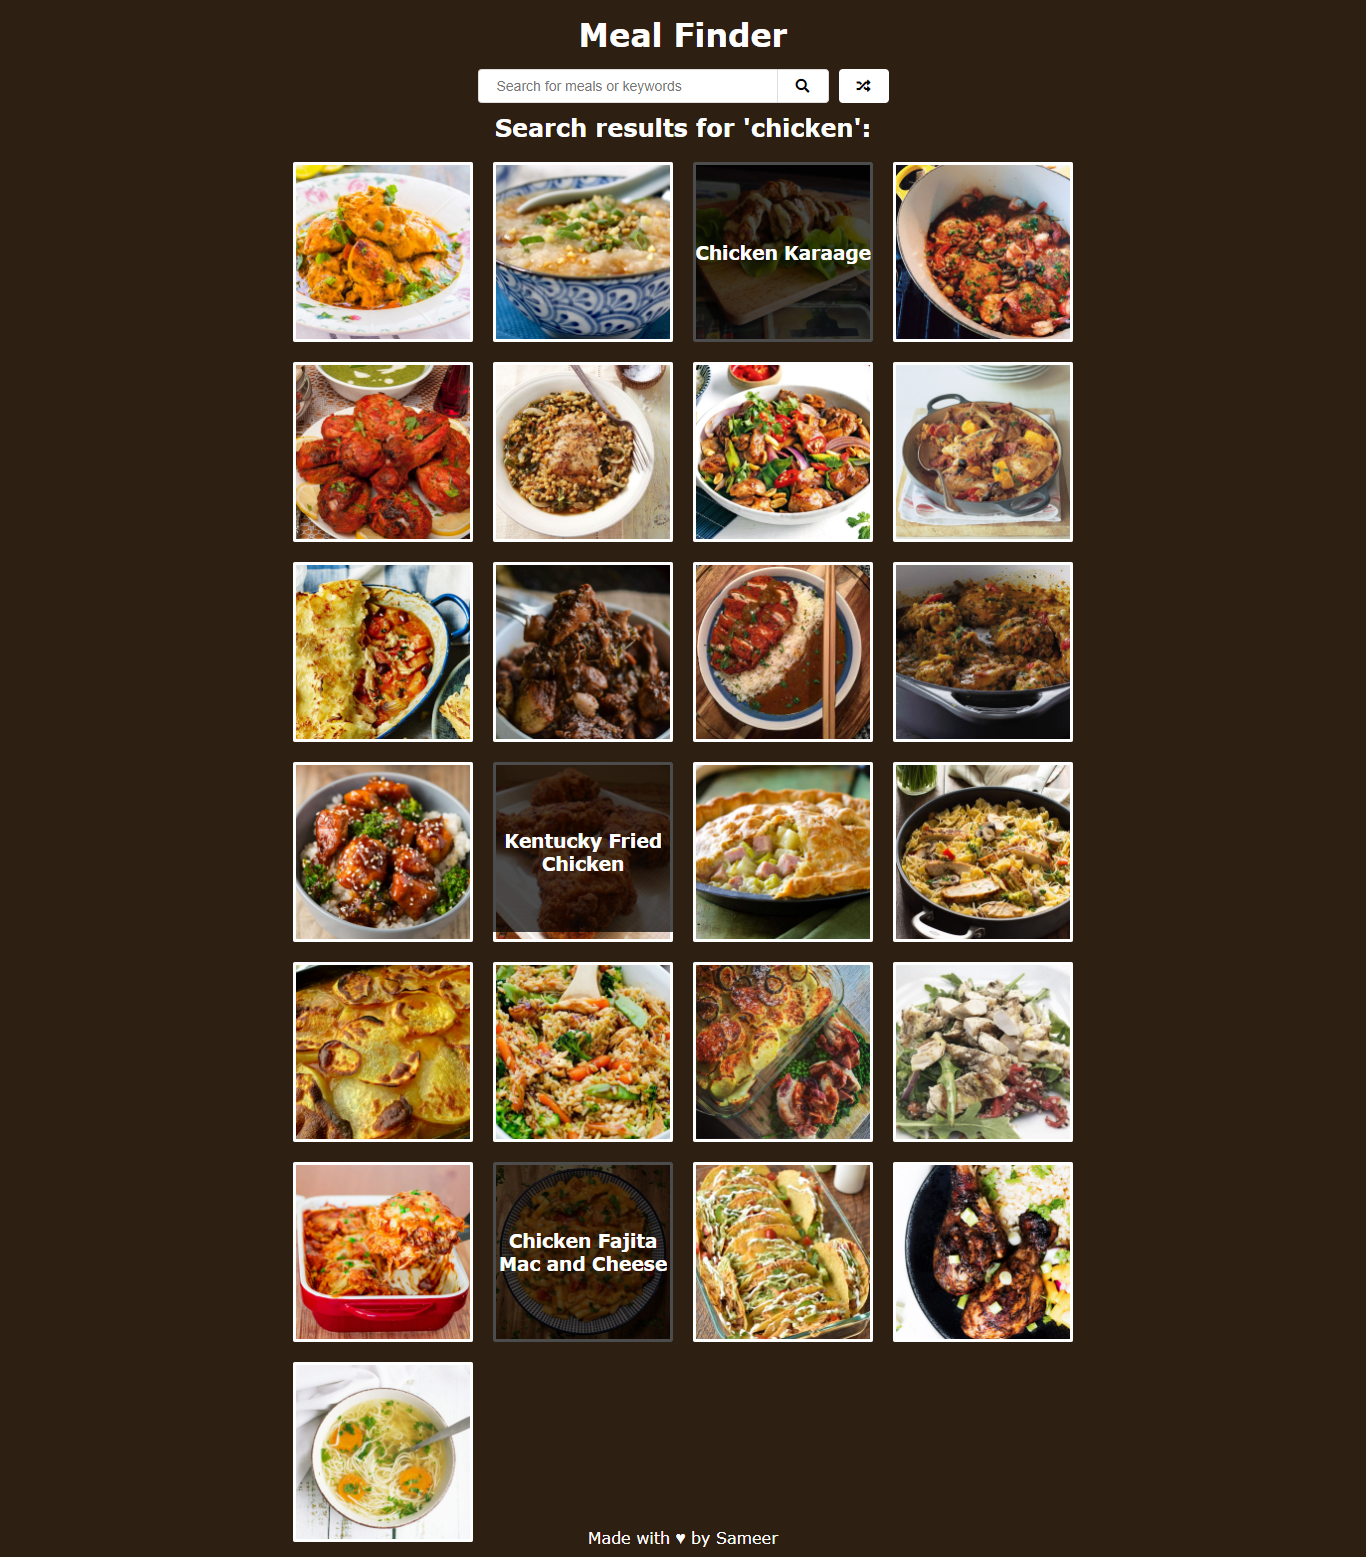 Meal Finder
Search for meals or keywords
Search results for 'chicken':
Chicken Karaage
Kentucky Fried
Chicken
Chicken Fajita
Mac and Cheese
Made with ♥ by Sameer